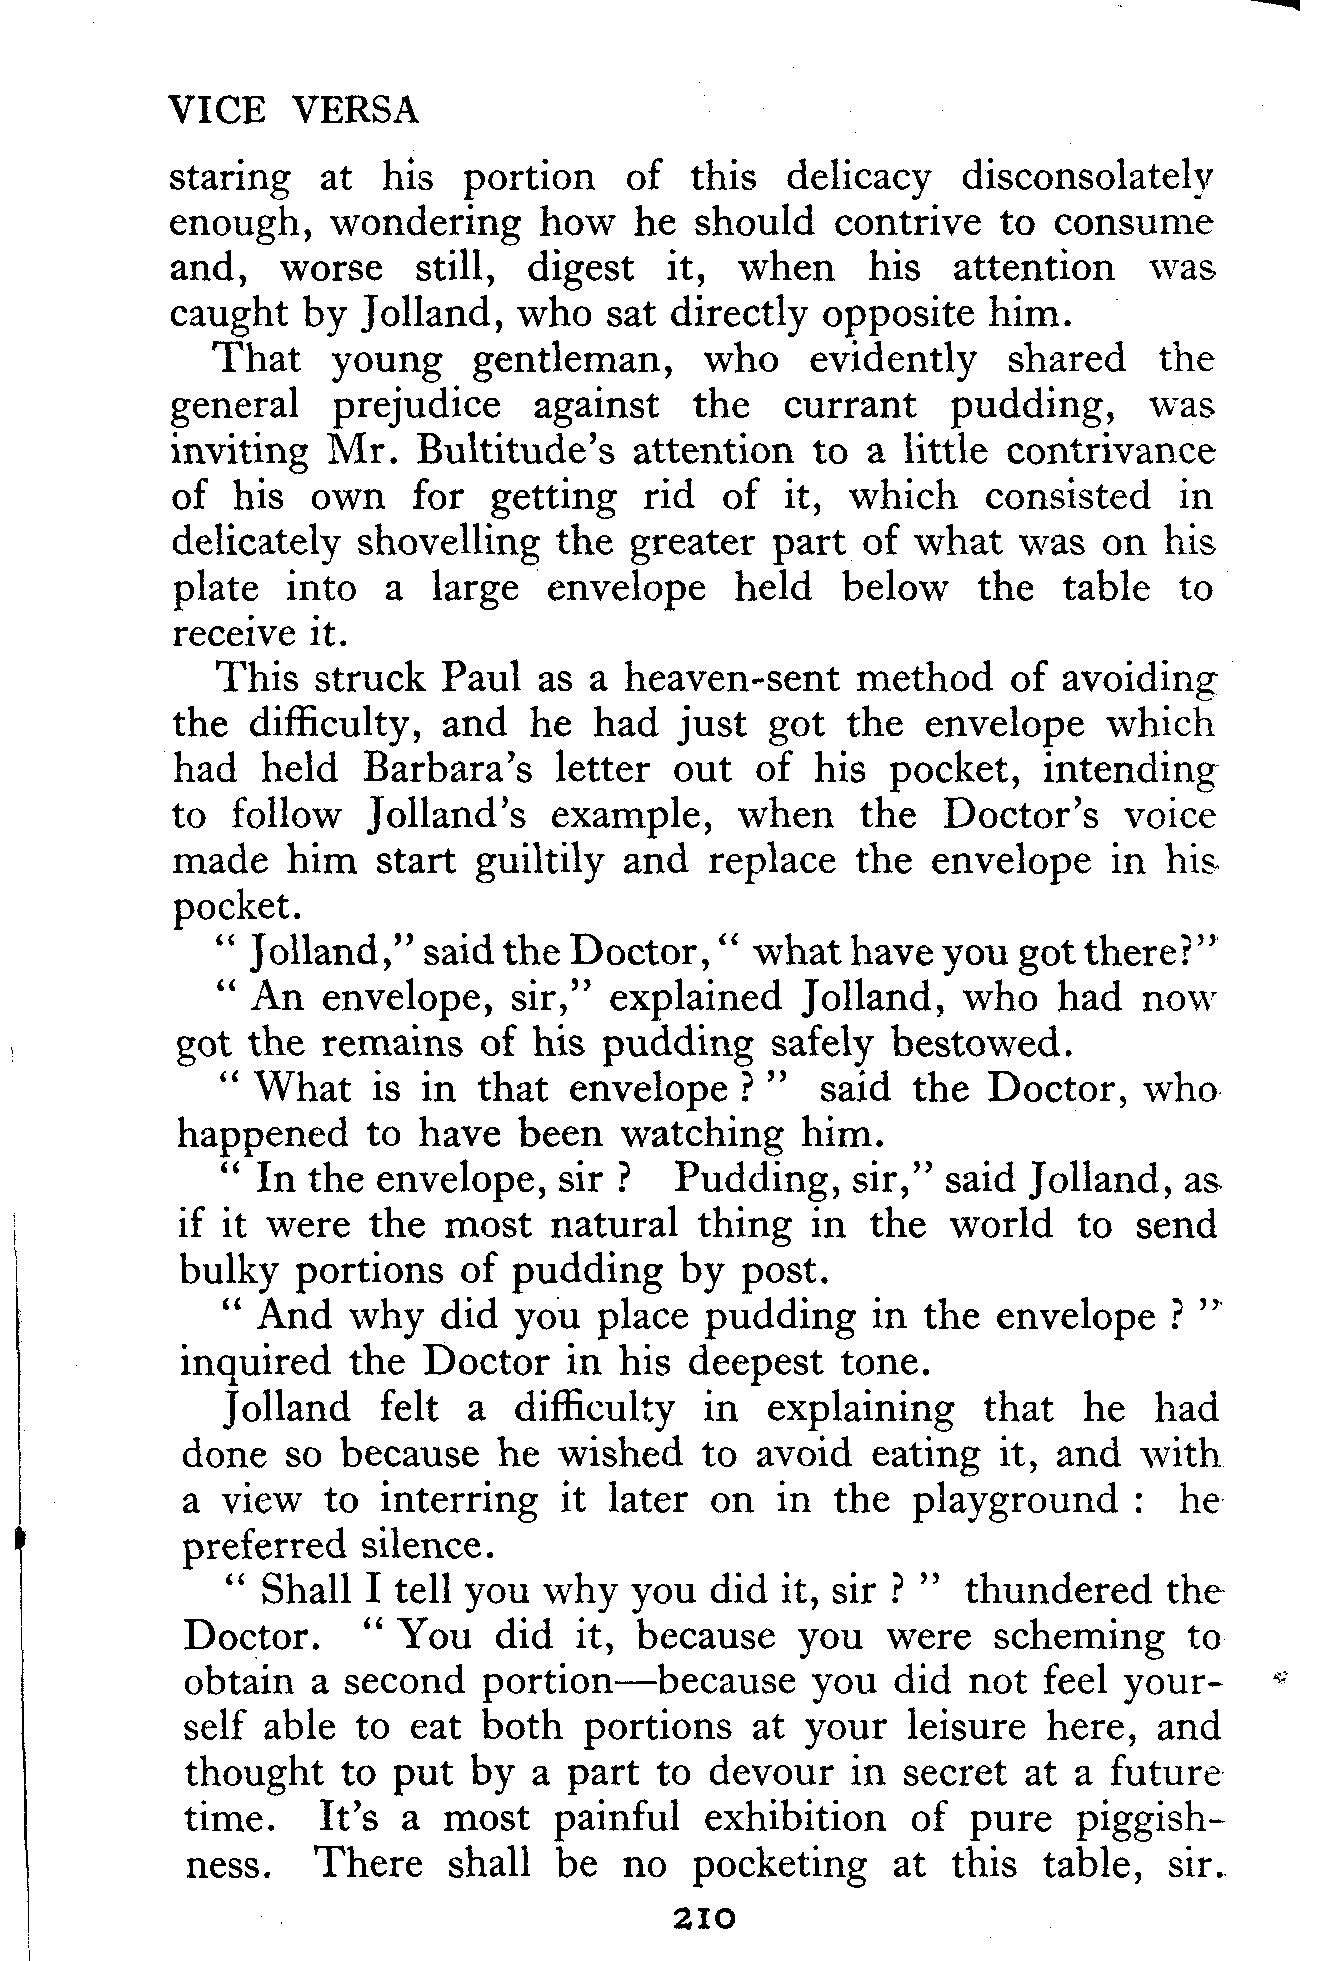 VICE VERSA
staring at his portion of this delicacy disconsolately
enough, wondering how he should contrive to consume
and, worse still, digest it, when his attention was
caught by Jolland, who sat directly opposite him.
That young gentleman, who evidently shared the
general prejudice against the currant pudding, was
inviting Mr. Bultitude's attention to a little contrivance
of his own for getting rid of it, which consisted in
delicately shovelling the greater part of what was on his
plate into a large envelope held below the table to
receive it.
This struck Paul as a heaven-sent method of avoiding
the difficulty, and he had just got the envelope which
had held Barbara's letter out of his pocket, intending
to follow Jolland's example, when the Doctor's voice
made him start guiltily and replace the envelope in his
pocket.
" Jolland," said the Doctor, " what have you got there?"
" An envelope, sir," explained Jolland, who had now
got the remains of his pudding safely bestowed.
" What is in that envelope ? " said the Doctor, who
happened to have been watching him.
" In the envelope, sir ? Pudding, sir," said Jolland, as
if it were the most natural thing in the world to send
bulky portions of pudding by post.
" And why did you place pudding in the envelope ? "
inquired the Doctor in his deepest tone.
Jolland felt a difficulty in explaining that he had
done so because he wished to avoid eating it, and with
a view to interring it later on in the playground : he
preferred silence.
" Shall I tell you why you did it, sir ? " thundered the
Doctor. " You did it, because you were scheming to
obtain a second portion—because you did not feel your-
self able to eat both portions at your leisure here, and
thought to put by a part to devour in secret at a future
time. It's a most painful exhibition of pure piggish-
ness. There shall be no pocketing at this table, sir.
210